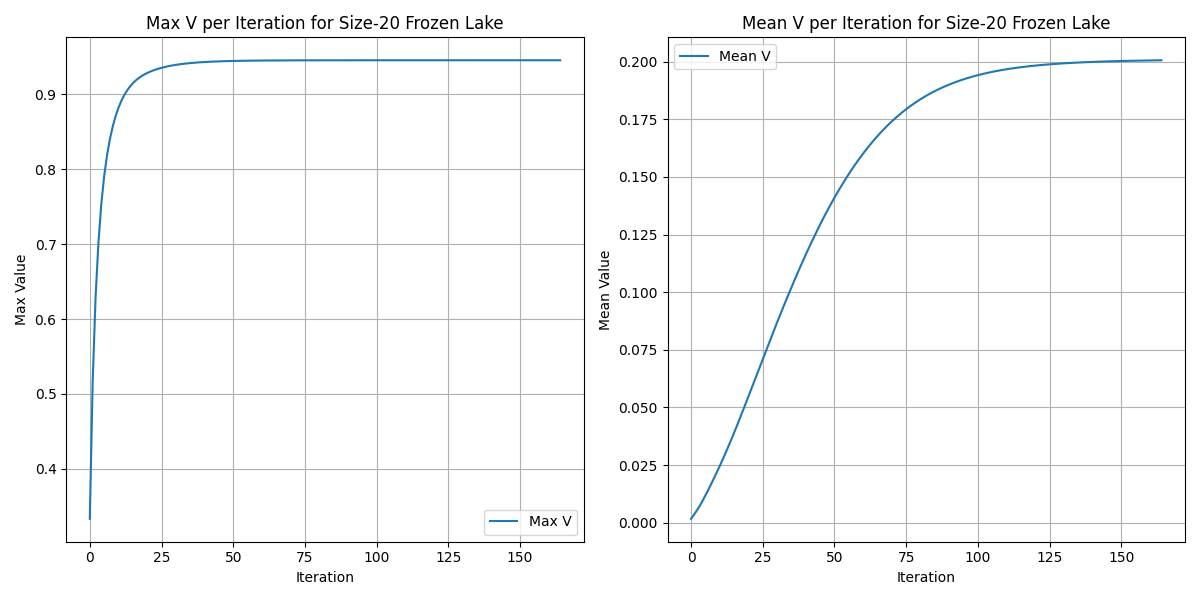 Max V per Iteration for Size-20 Frozen Lake
Max Value
0.9
0.8
0.7
0.6
0.5
0.4
Max V
0 25 50 75 100 125 150
Iteration
Mean V per Iteration for Size-20 Frozen Lake
Mean V
Mean Value
0.200
0.175
0.150
0.125
0.100
0.075
0.050
0.025
0.000
0 25 50 75 100 125 150
Iteration